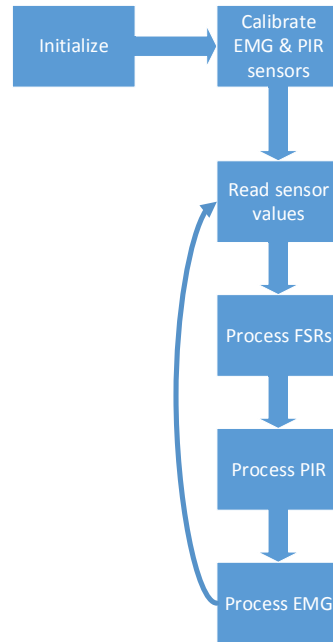 Initialize
Calibrate
EMG & PIR
sensors
Read sensor
values
Process FSRs
Process PIR
Process EMG